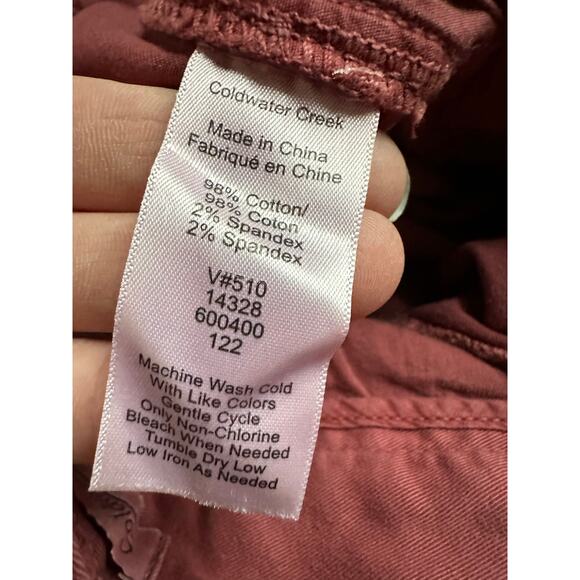 Coldwater Creek
Made in China
Fabriqué en Chine
98% Cotton/
98% Coton
2% Spandex
2% Spandex
V#510
14328
600400
122
Machine Wash Cold
With Like Colors
Gentle Cycle
Only Non-Chlorine
Bleach When Needed
Tumble Dry Low
Low Iron As Needed